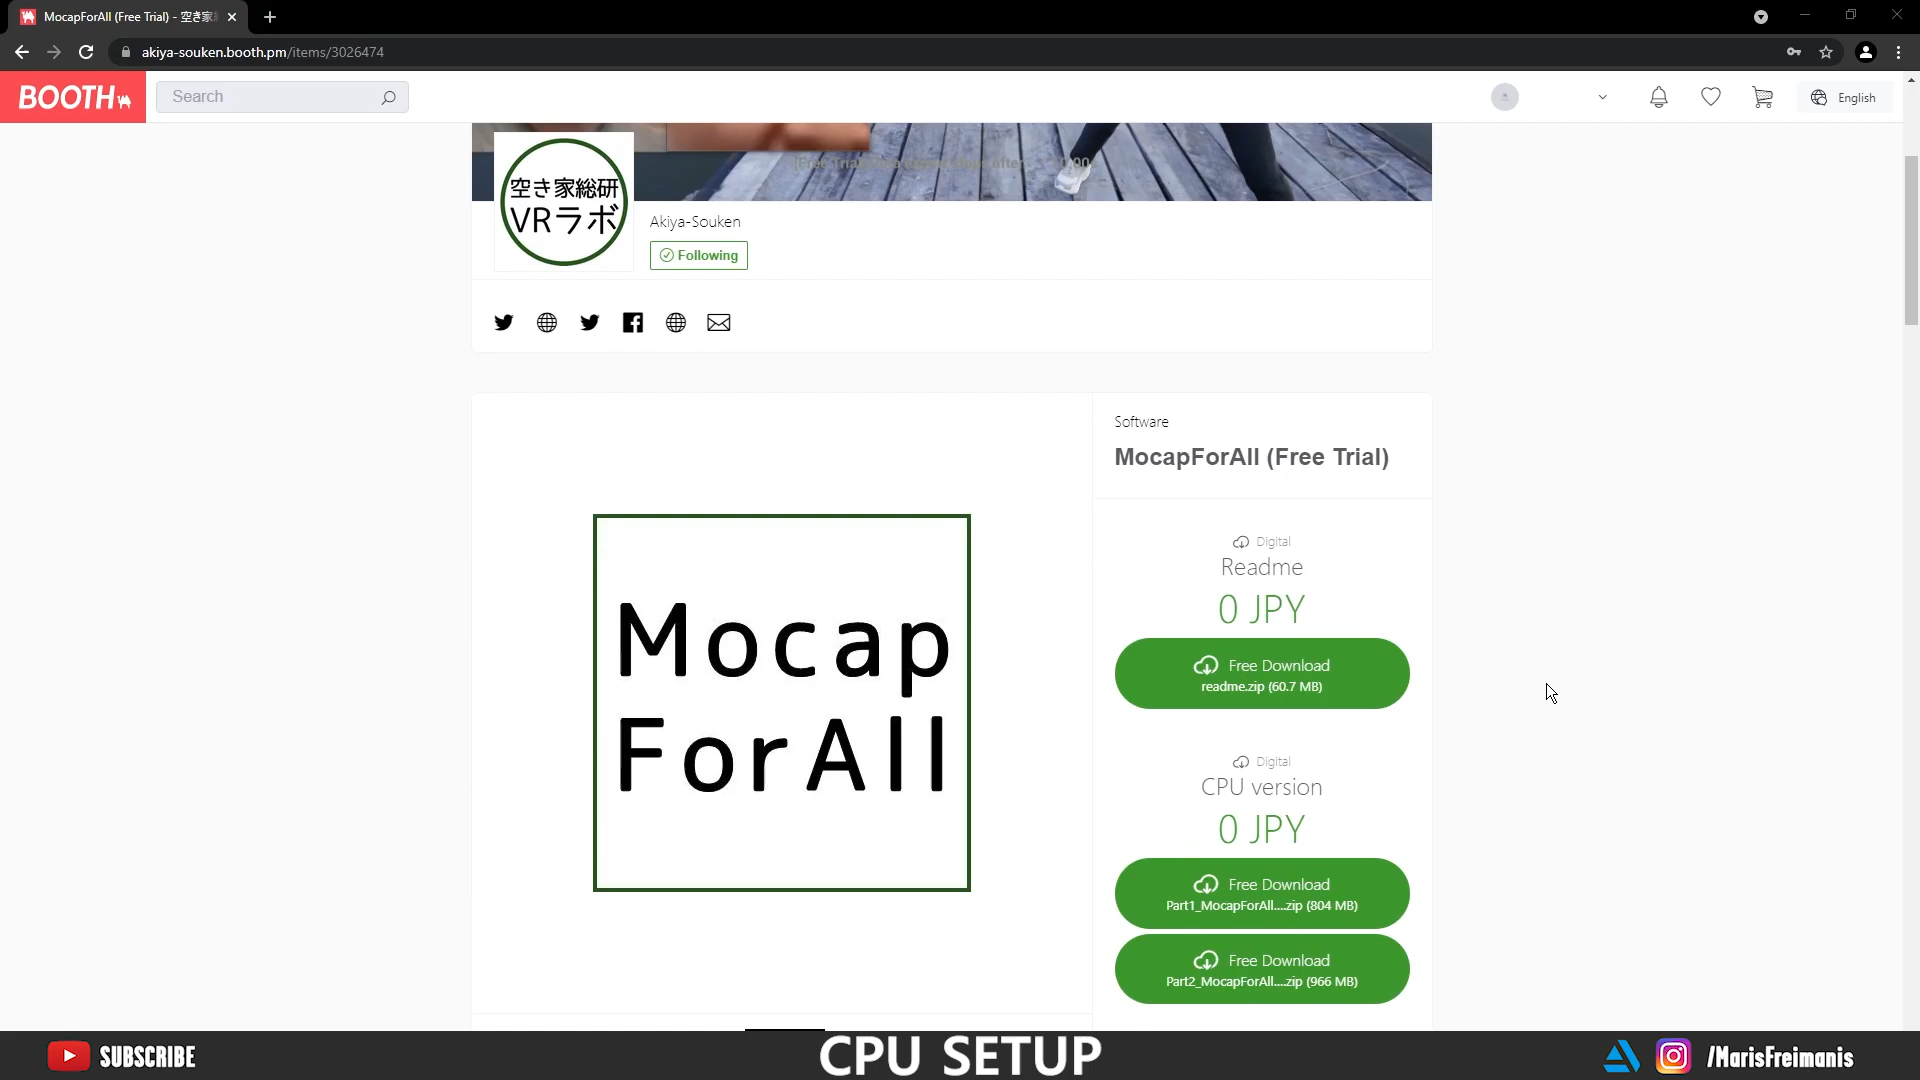 MocapForAll (Free Trial) - 空き家
akiya-souken.booth.pm/items/3026474
BOOTH
Search
English
空き家総研
VRラボ
Akiya-Souken
Following
Software
MocapForAll (Free Trial)
Mocap
ForAll
Digital
Readme
0 JPY
Free Download
readme.zip (60.7 MB)
Digital
CPU version
0 JPY
Free Download
Part1_MocapForAll....zip (804 MB)
Free Download
Part2_MocapForAll....zip (966 MB)
SUBSCRIBE
CPU SETUP
/MarisFreimanis